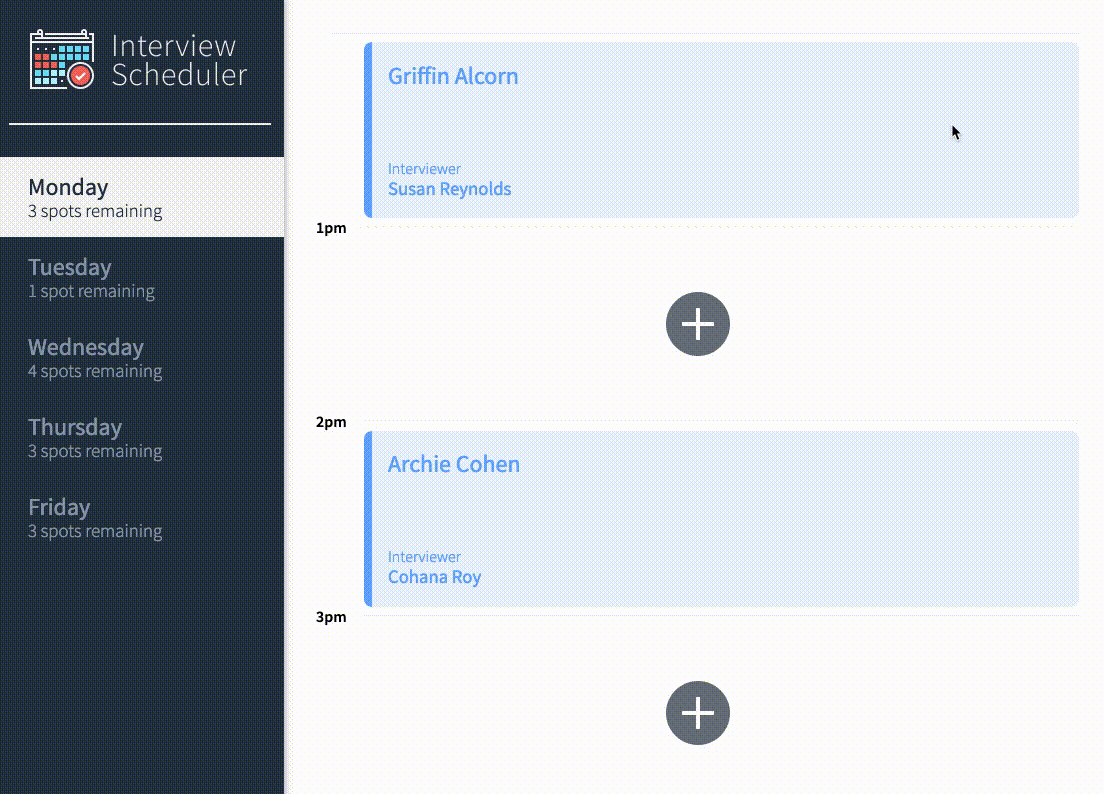 Interview
Scheduler
Monday
3 spots remaining
Tuesday
1 spot remaining
Wednesday
4 spots remaining
Thursday
3 spots remaining
Friday
3 spots remaining
Griffin Alcorn
Interviewer
Susan Reynolds
1pm
2pm
Archie Cohen
Interviewer
Cohana Roy
3pm